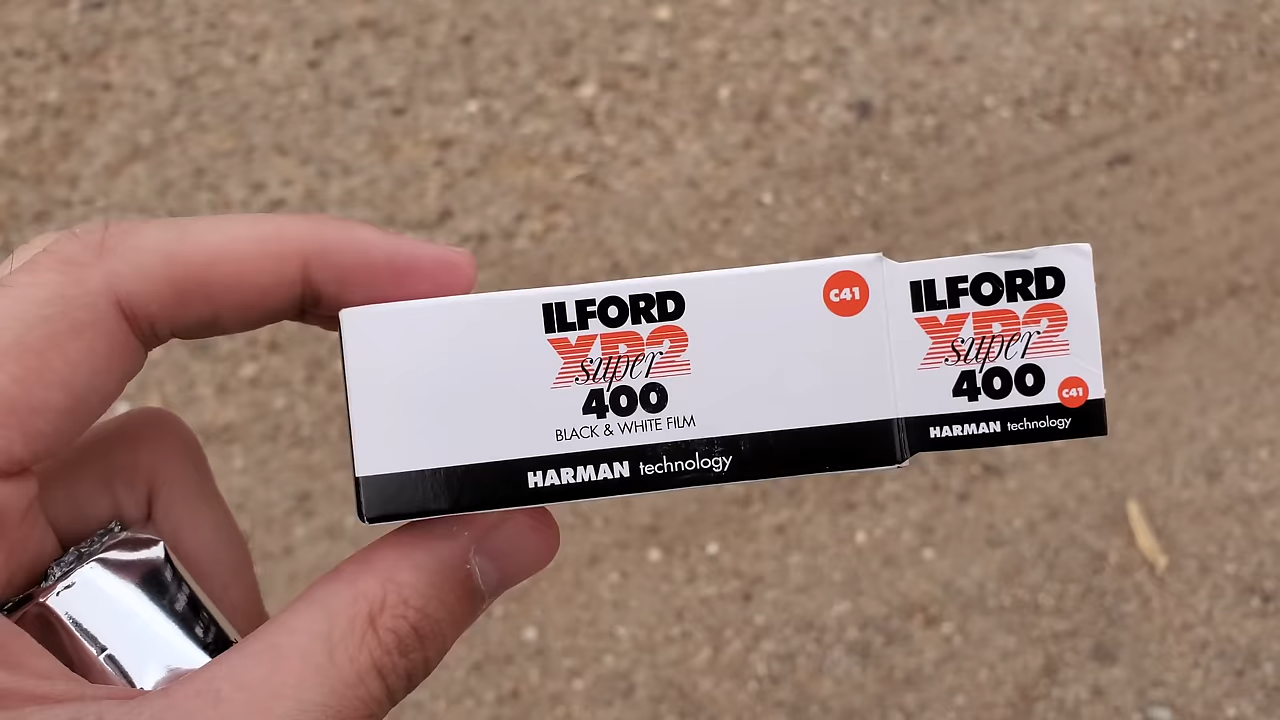 ILFORD
XP2
super
400
BLACK & WHITE FILM
HARMAN technology
C41
ILFORD
XP2
super
400
C41
HARMAN technology